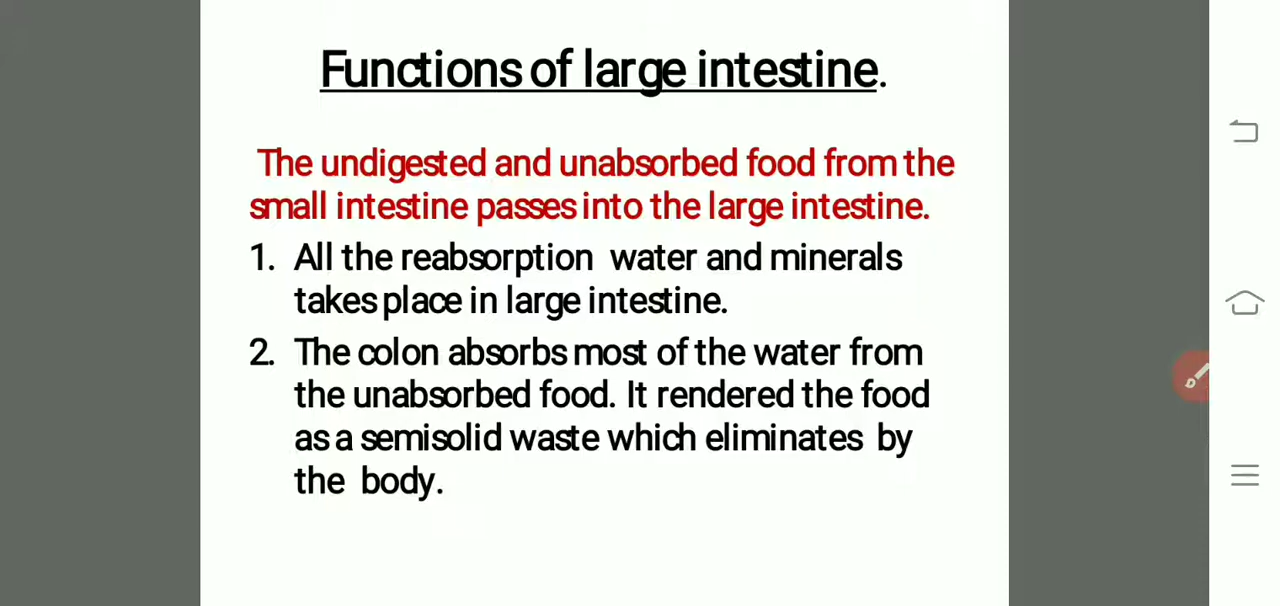 Functions of large intestine.
The undigested and unabsorbed food from the
small intestine passes into the large intestine.
1. All the reabsorption water and minerals
takes place in large intestine.
2. The colon absorbs most of the water from
the unabsorbed food. It rendered the food
as a semisolid waste which eliminates by
the body.